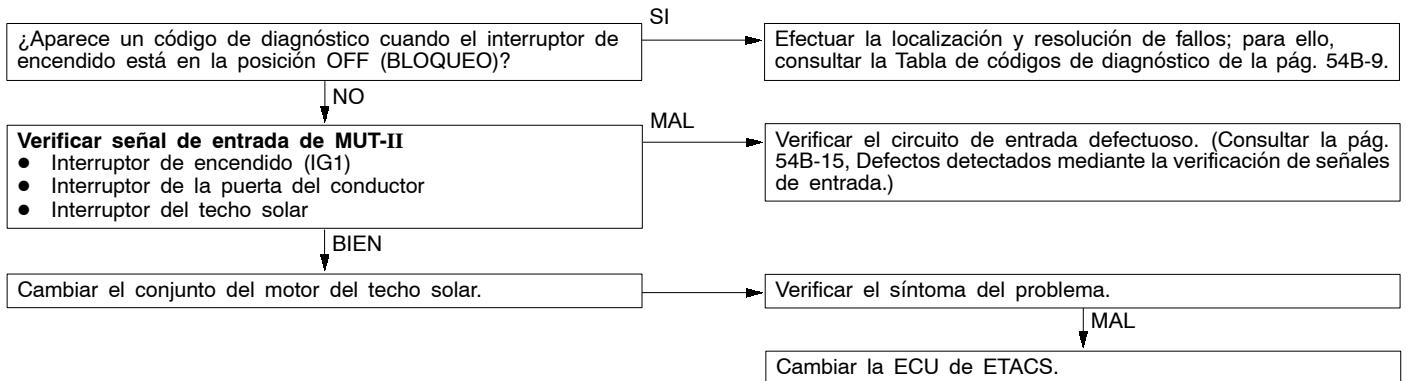 SI
¿Aparece un código de diagnóstico cuando el interruptor de
encendido está en la posición OFF (BLOQUEO)?
Efectuar la localización y resolución de fallos; para ello,
consultar la Tabla de códigos de diagnóstico de la pág. 54B-9.
NO
Verificar señal de entrada de MUT-II
● Interruptor de encendido (IG1)
● Interruptor de la puerta del conductor
● Interruptor del techo solar
MAL
Verificar el circuito de entrada defectuoso. (Consultar la pág.
54B-15, Defectos detectados mediante la verificación de señales
de entrada.)
BIEN
Cambiar el conjunto del motor del techo solar.
Verificar el síntoma del problema.
MAL
Cambiar la ECU de ETACS.